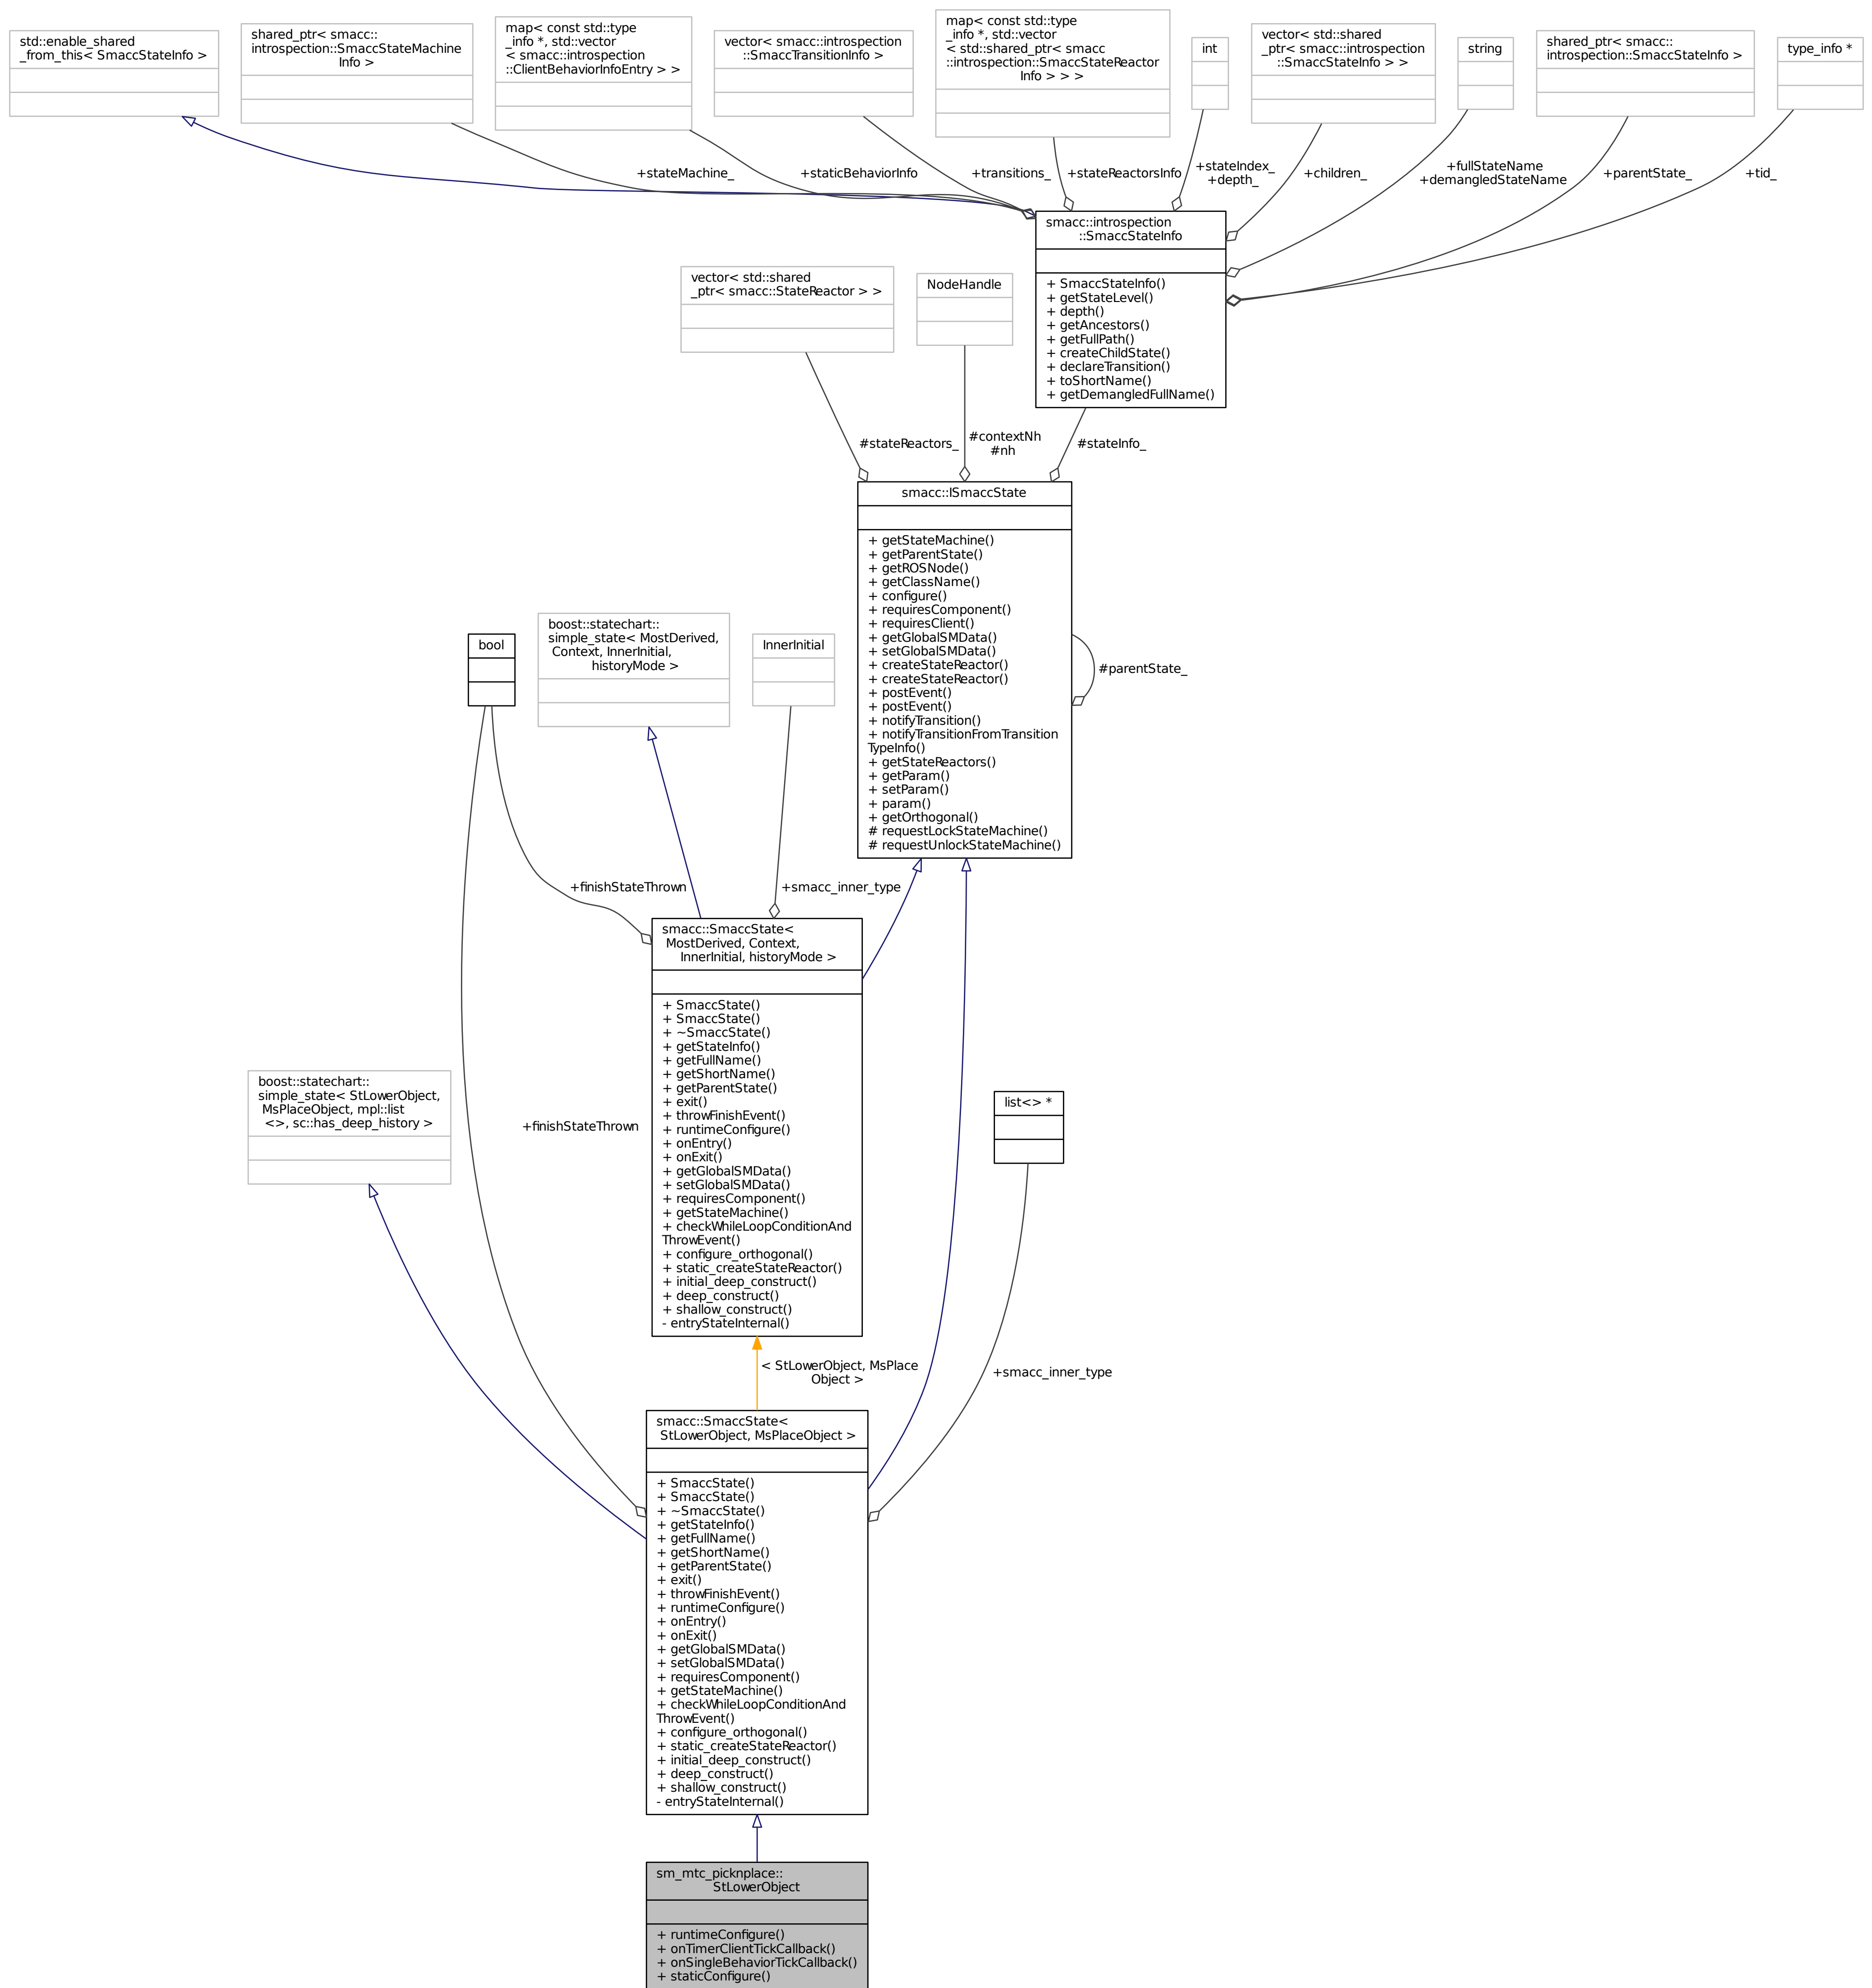 std::enable_shared
_from_this< SmaccStateInfo >
shared_ptr< smacc::
introspection::SmaccStateMachine
Info >
map< const std::type
_info *, std::vector
< smacc::introspection
::ClientBehaviorInfoEntry > >
vector< smacc::introspection
::SmaccTransitionInfo >
map< const std::type
_info *, std::vector
< std::shared_ptr< smacc
::introspection::SmaccStateReactor
Info > > >
int
vector< std::shared
_ptr< smacc::introspection
::SmaccStateInfo > >
string
shared_ptr< smacc::
introspection::SmaccStateInfo >
type_info *
+stateMachine_
+staticBehaviorInfo
+transitions_
+stateReactorsInfo
+stateIndex_
+depth_
+children_
+fullStateName
+demangledStateName
+parentState_
+tid_
smacc::introspection
::SmaccStateInfo
+ SmaccStateInfo()
+ getStateLevel()
+ depth()
+ getAncestors()
+ getFullPath()
+ createChildState()
+ declareTransition()
+ toShortName()
+ getDemangledFullName()
vector< std::shared
_ptr< smacc::StateReactor > >
NodeHandle
#stateReactors_
#contextNh
#nh
#stateInfo_
smacc::ISmaccState
+ getStateMachine()
+ getParentState()
+ getROSNode()
+ getClassName()
+ configure()
+ requiresComponent()
+ requiresClient()
+ getGlobalSMData()
+ setGlobalSMData()
+ createStateReactor()
+ createStateReactor()
+ postEvent()
+ postEvent()
+ notifyTransition()
+ notifyTransitionFromTransition
TypeInfo()
+ getStateReactors()
+ getParam()
+ setParam()
+ param()
+ getOrthogonal()
# requestLockStateMachine()
# requestUnlockStateMachine()
#parentState_
bool
boost::statechart::
simple_state< MostDerived,
Context, InnerInitial,
historyMode >
InnerInitial
+finishStateThrown
+smacc_inner_type
smacc::SmaccState<
MostDerived, Context,
InnerInitial, historyMode >
+ SmaccState()
+ SmaccState()
+ ~SmaccState()
+ getStateInfo()
+ getFullName()
+ getShortName()
+ getParentState()
+ exit()
+ throwFinishEvent()
+ runtimeConfigure()
+ onEntry()
+ onExit()
+ getGlobalSMData()
+ setGlobalSMData()
+ requiresComponent()
+ getStateMachine()
+ checkWhileLoopConditionAnd
ThrowEvent()
+ configure_orthogonal()
+ static_createStateReactor()
+ initial_deep_construct()
+ deep_construct()
+ shallow_construct()
- entryStateInternal()
boost::statechart::
simple_state< StLowerObject,
MsPlaceObject, mpl::list
<>, sc::has_deep_history >
+finishStateThrown
list<> *
< StLowerObject, MsPlace
Object >
+smacc_inner_type
smacc::SmaccState<
StLowerObject, MsPlaceObject >
+ SmaccState()
+ SmaccState()
+ ~SmaccState()
+ getStateInfo()
+ getFullName()
+ getShortName()
+ getParentState()
+ exit()
+ throwFinishEvent()
+ runtimeConfigure()
+ onEntry()
+ onExit()
+ getGlobalSMData()
+ setGlobalSMData()
+ requiresComponent()
+ getStateMachine()
+ checkWhileLoopConditionAnd
ThrowEvent()
+ configure_orthogonal()
+ static_createStateReactor()
+ initial_deep_construct()
+ deep_construct()
+ shallow_construct()
- entryStateInternal()
sm_mtc_picknplace::
StLowerObject
+ runtimeConfigure()
+ onTimerClientTickCallback()
+ onSingleBehaviorTickCallback()
+ staticConfigure()